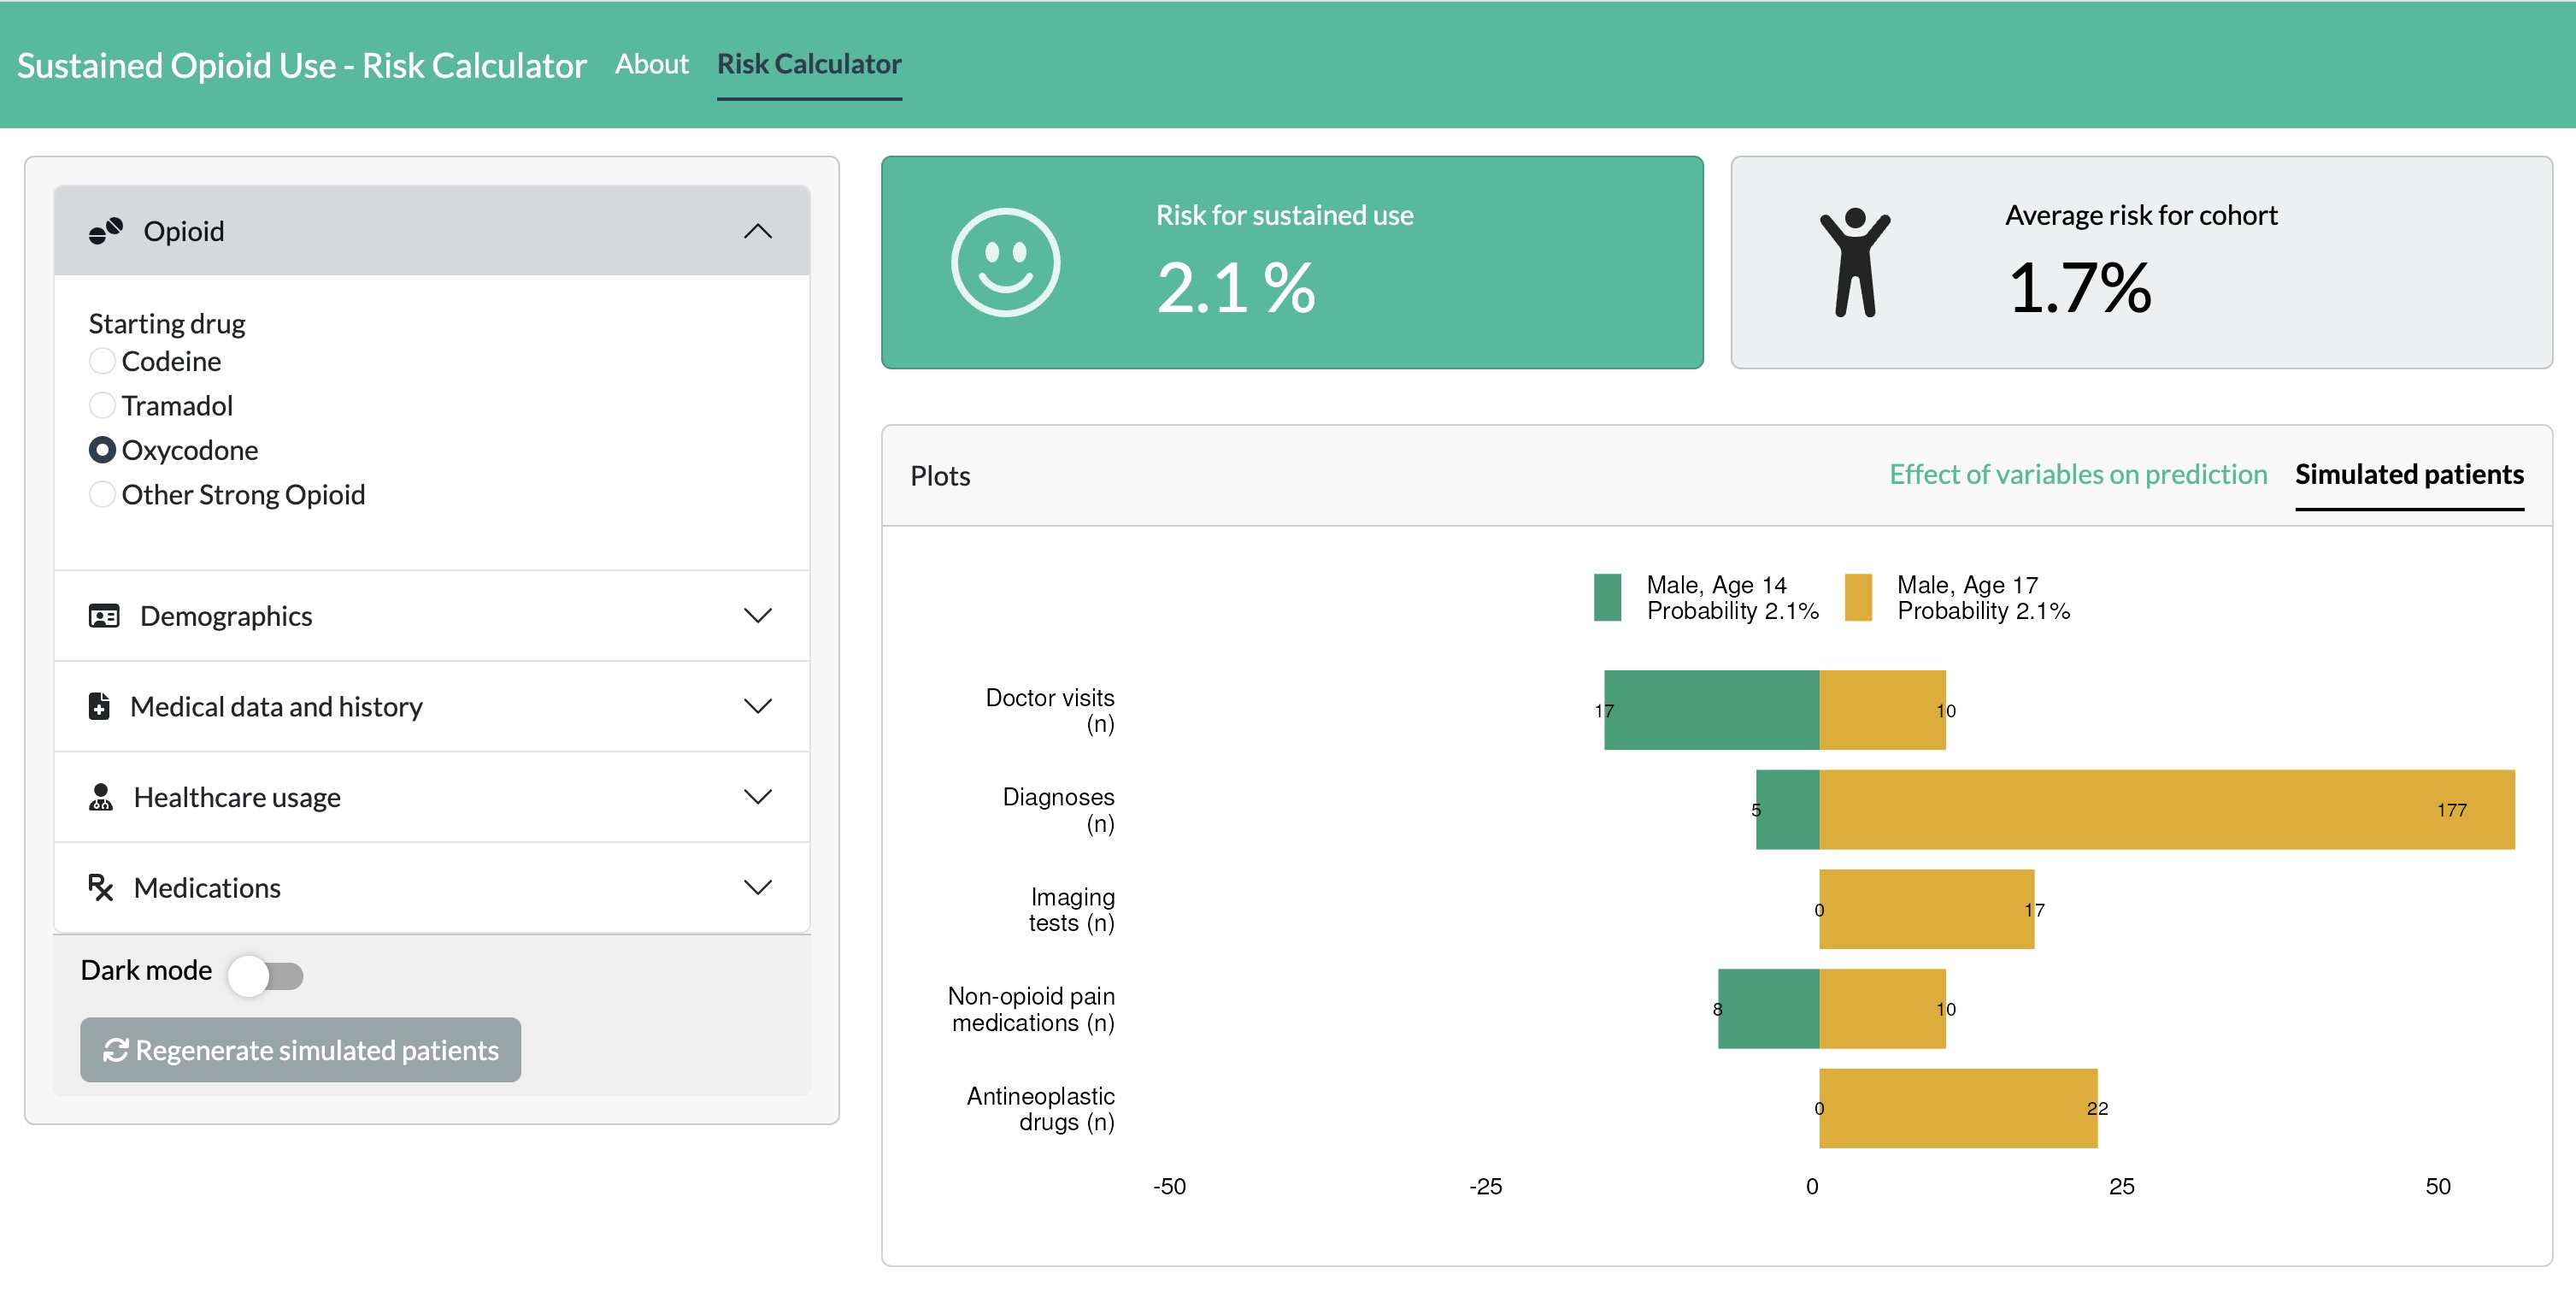 Sustained Opioid Use - Risk Calculator About Risk Calculator
Opioid
Starting drug
Codeine
Tramadol
Oxycodone
Other Strong Opioid
Demographics
Medical data and history
Healthcare usage
Medications
Dark mode
Regenerate simulated patients
Risk for sustained use
2.1 %
Average risk for cohort
1.7%
Plots
Effect of variables on prediction
Simulated patients
Male, Age 14
Probability 2.1%
Male, Age 17
Probability 2.1%
Doctor visits
(n)
17
10
Diagnoses
(n)
5
177
Imaging
tests (n)
0
17
Non-opioid pain
medications (n)
8
10
Antineoplastic
drugs (n)
0
22
-50
-25
0
25
50